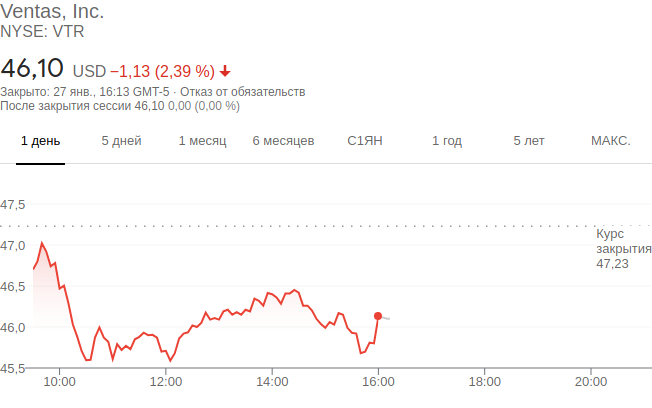 Ventas, Inc.
NYSE: VTR
46,10 USD −1,13 (2,39 %)
Закрыто: 27 янв., 16:13 GMT-5 · Отказ от обязательств
После закрытия сессии 46,10 0,00 (0,00 %)
1 день 5 дней 1 месяц 6 месяцев С1ЯН 1 год 5 лет МАКС.
47,5
Курс
закрытия
47,23
47,0
46,5
46,0
45,5
10:00 12:00 14:00 16:00 18:00 20:00